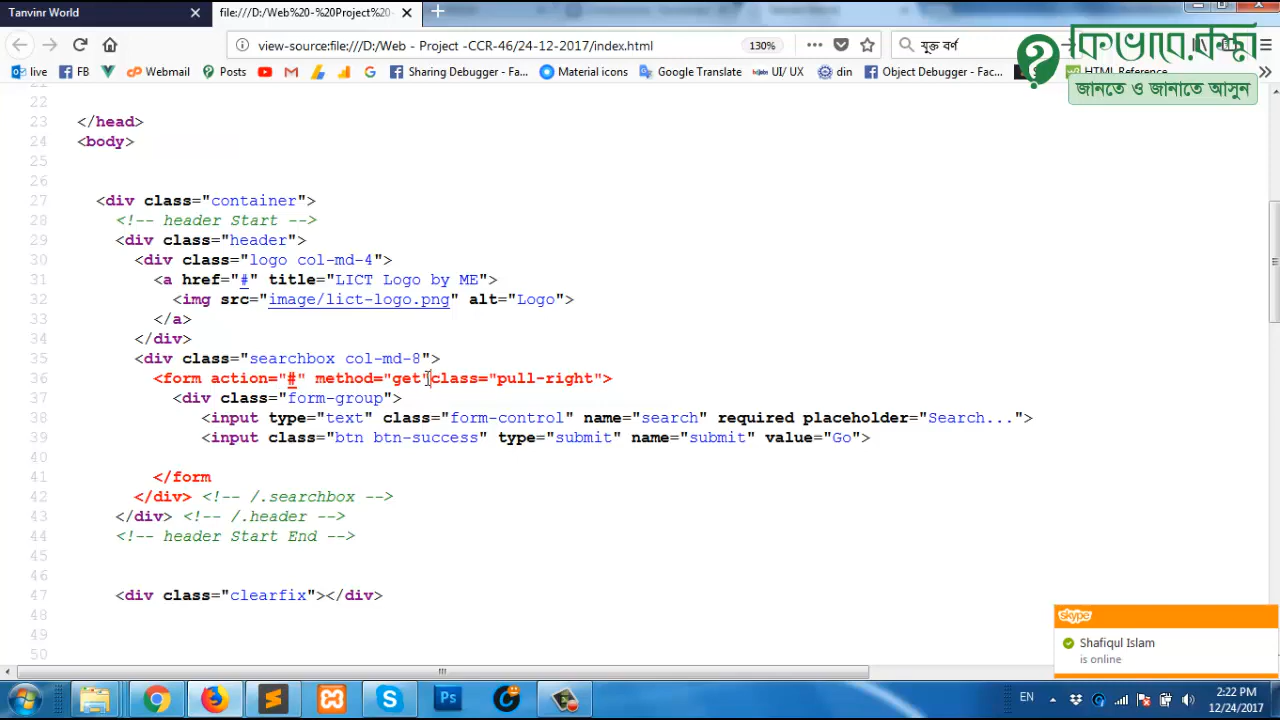 Tanvinr World
file:///D:/Web%20-%20Project%20-
view-source:file:///D:/Web - Project -CCR-46/24-12-2017/index.html
130%
যুক্ত বর্ণ
কিভাবে.কম
জানতে ও জানাতে আসুন
live
FB
Webmail
Posts
Sharing Debugger - Fa...
Material icons
Google Translate
UI/ UX
din
Object Debugger - Fac...
HTML Reference
22
23 </head>
24 <body>
25
26
27 <div class="container">
28 <!-- header Start -->
29 <div class="header">
30 <div class="logo col-md-4">
31 <a href="#" title="LICT Logo by ME">
32 <img src="image/lict-logo.png" alt="Logo">
33 </a>
34 </div>
35 <div class="searchbox col-md-8">
36 <form action="#" method="get"class="pull-right">
37 <div class="form-group">
38 <input type="text" class="form-control" name="search" required placeholder="Search...">
39 <input class="btn btn-success" type="submit" name="submit" value="Go">
40
41 </form
42 </div> <!-- /.searchbox -->
43 </div> <!-- /.header -->
44 <!-- header Start End -->
45
46
47 <div class="clearfix"></div>
48
49
50
skype
Shafiqul Islam
is online
EN
2:22 PM
12/24/2017